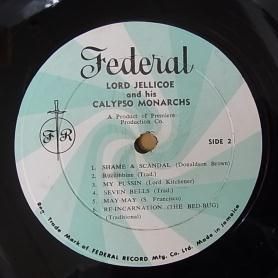 Federal
LORD JELLICOE
and his
CALYPSO MONARCHS
A Product of Premiere
Production Co.
SIDE 2
F R
1. SHAME & SCANDAL (Donaldson Brown)
2. Rucumbine (Trad.)
3. MY PUSSIN (Lord Kitchener)
4. SEVEN BELLS (Trad.)
5. MAY-MAY (S. Francisco)
6. RE-INCARNATION (THE BED-BUG)
(Traditional)
Reg. Trade Mark of FEDERAL RECORD Mfg. Co. Ltd. Made in Jamaica